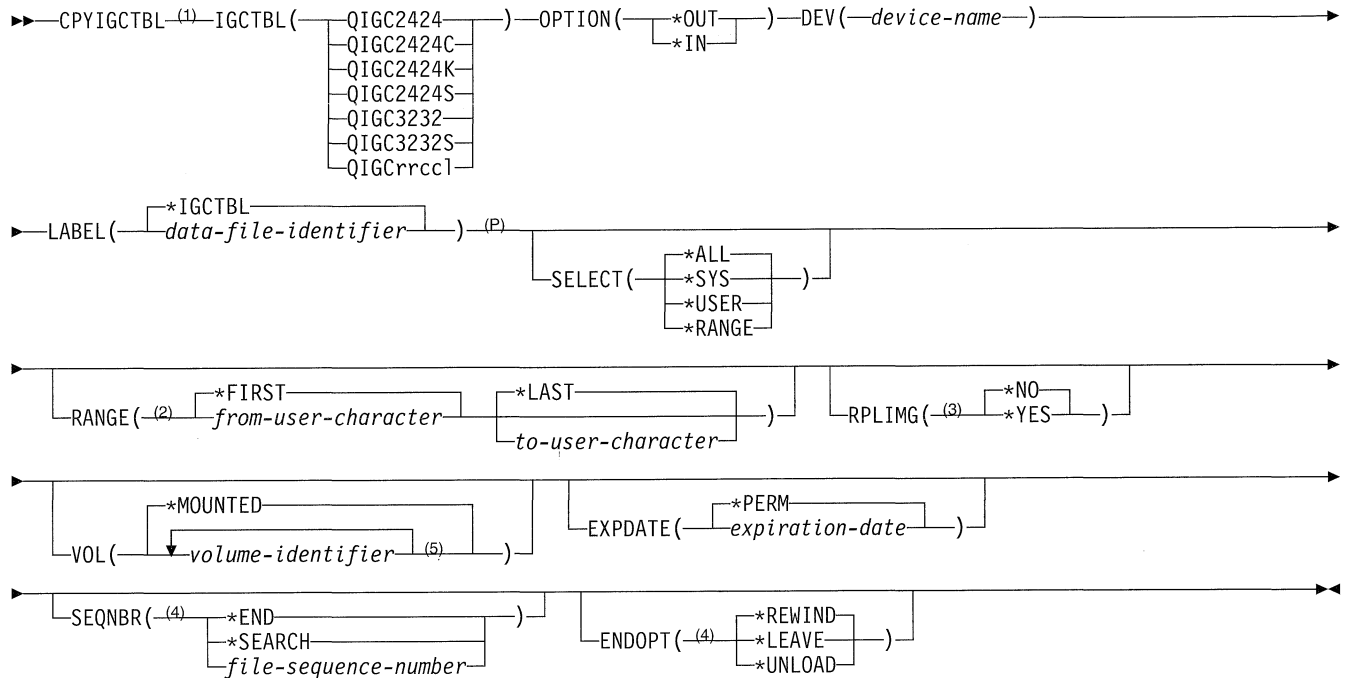 CPYIGCTBL (1) IGCTBL( QIGC2424 ) OPTION( *OUT ) DEV( device-name )
QIGC2424C *IN
QIGC2424K
QIGC2424S
QIGC3232
QIGC3232S
QIGCrrccl
*IGCTBL
LABEL( data-file-identifier ) (P)
*ALL
SELECT( *SYS )
*USER
*RANGE
*FIRST *LAST *NO
RANGE( (2) from-user-character ) RPLIMG( (3) *YES )
to-user-character
*MOUNTED *PERM
VOL( volume-identifier (5) ) EXPDATE( expiration-date )
SEQNBR( (4) *END ) *REWIND
*SEARCH ENDOPT( (4) *LEAVE )
file-sequence-number *UNLOAD